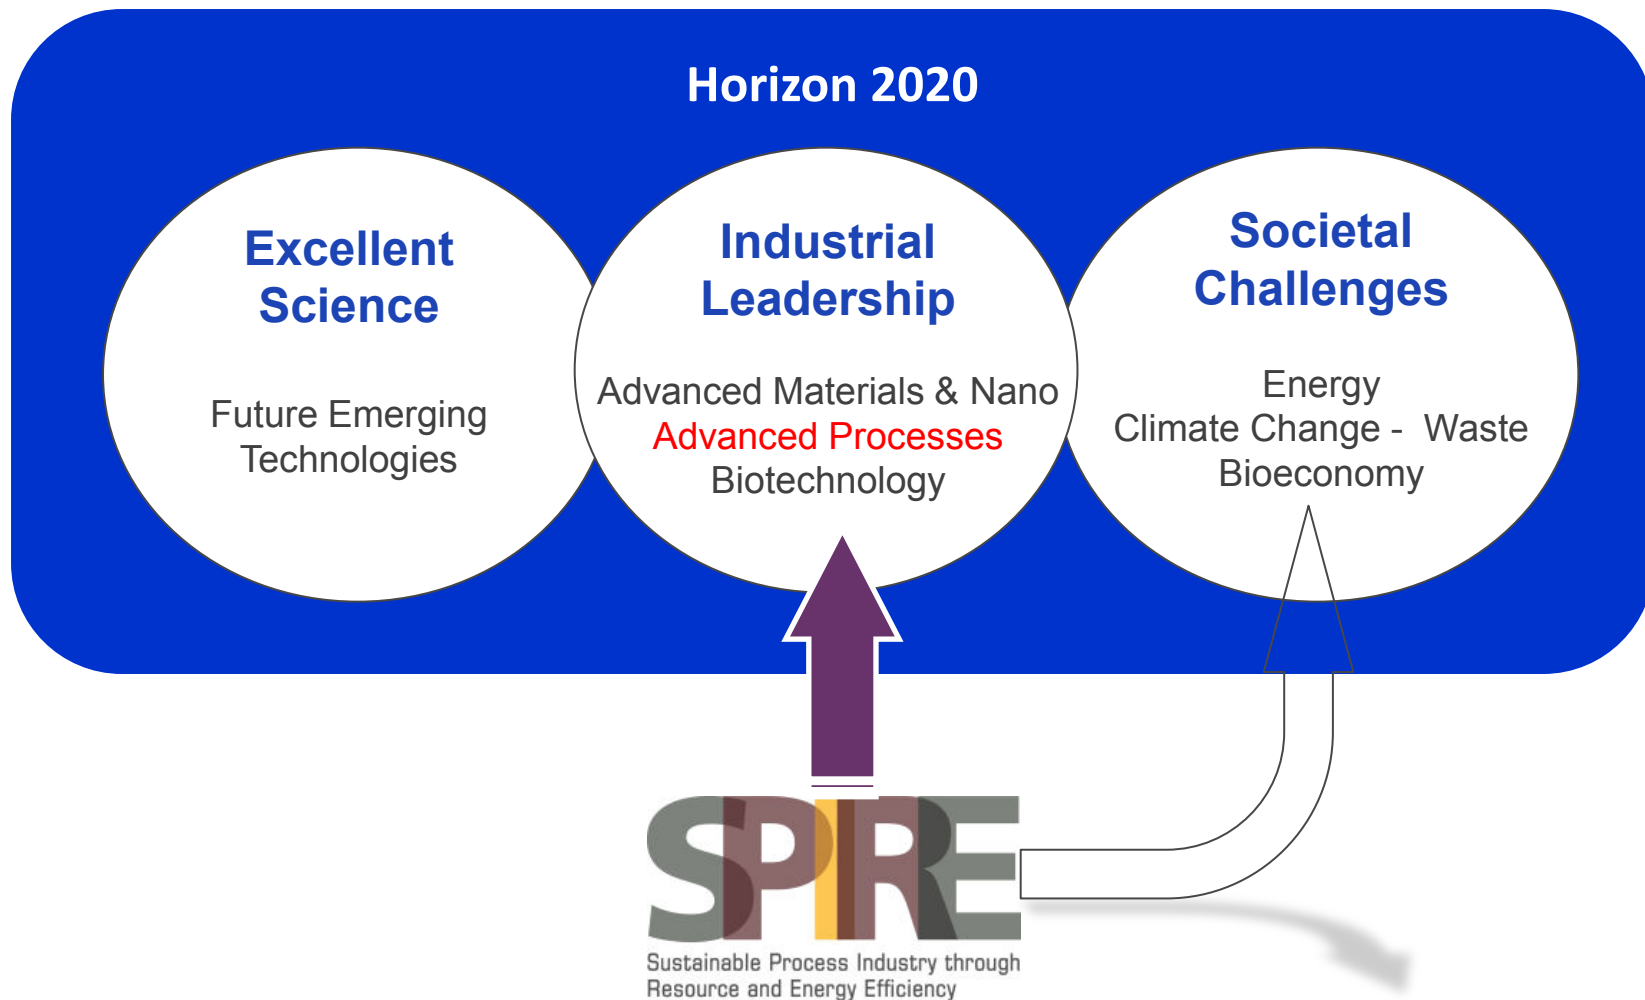 Horizon 2020
Excellent
Science
Future Emerging
Technologies
Industrial
Leadership
Advanced Materials & Nano
Advanced Processes
Biotechnology
Societal
Challenges
Energy
Climate Change -  Waste
Bioeconomy
SPIRE
Sustainable Process Industry through
Resource and Energy Efficiency